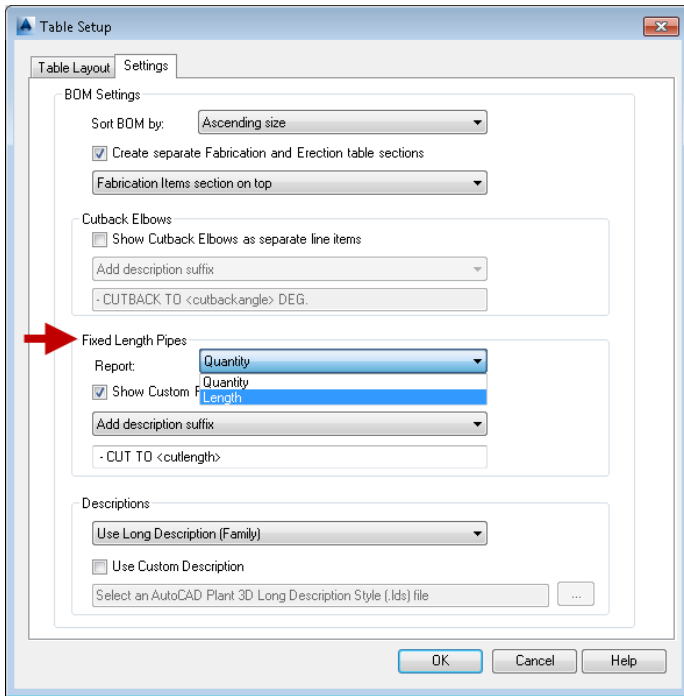 Table Setup
Table Layout
Settings
BOM Settings
Sort BOM by:
Ascending size
Create separate Fabrication and Erection table sections
Fabrication Items section on top
Cutback Elbows
Show Cutback Elbows as separate line items
Add description suffix
- CUTBACK TO <cutbackangle> DEG.
Fixed Length Pipes
Report:
Quantity
Quantity
Show Custom
Length
Add description suffix
- CUT TO <cutlength>
Descriptions
Use Long Description (Family)
Use Custom Description
Select an AutoCAD Plant 3D Long Description Style (.lds) file
...
OK
Cancel
Help